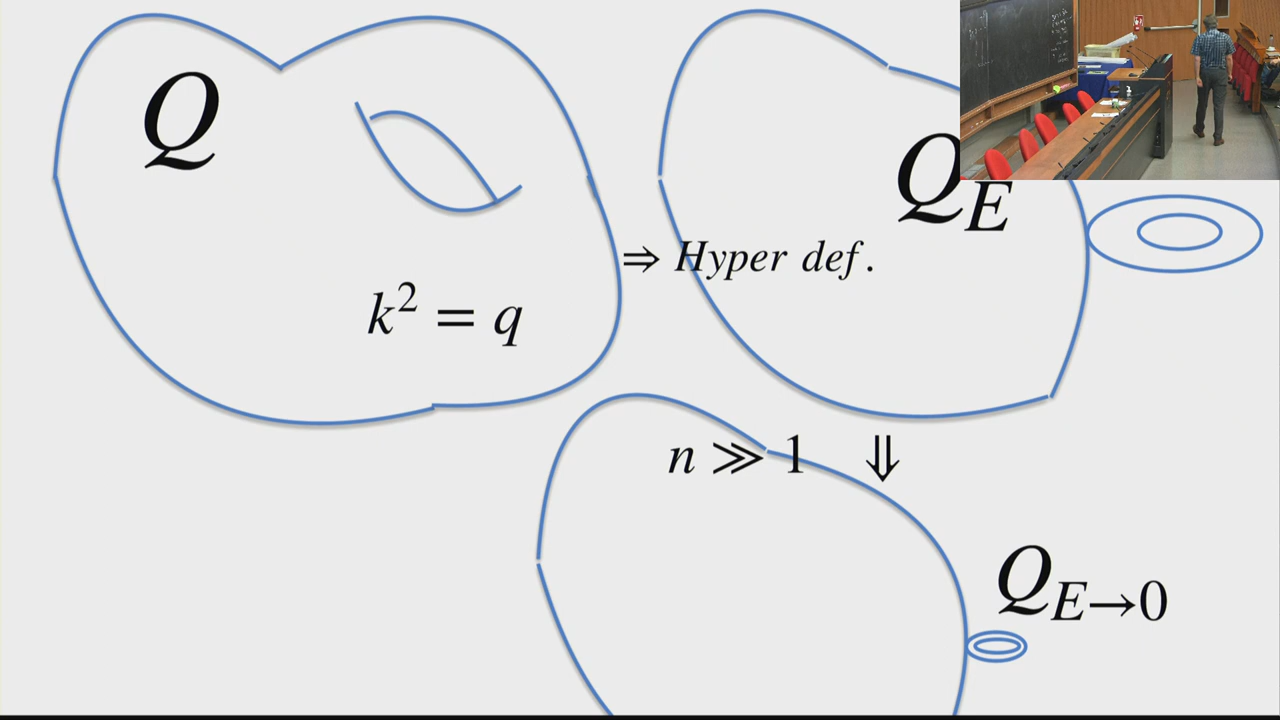 Q
Q_E
⇒ Hyper def.
k² = q
n ≫ 1 ⇓
Q_{E→0}